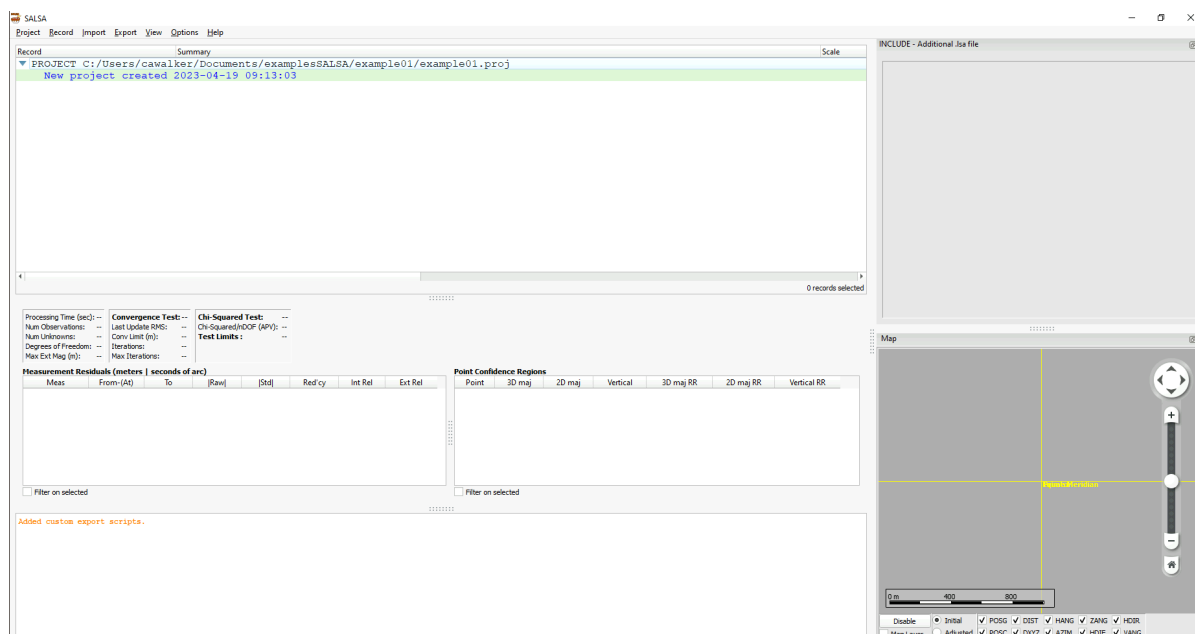 SALSA
Project Record Import Export View Options Help
Record Summary Scale
PROJECT C:/Users/cawalker/Documents/examplesSALSA/example01/example01.proj
New project created 2023-04-19 09:13:03
0 records selected
INCLUDE - Additional .lsa file
Processing Time (sec): -- Convergence Test: -- Chi-Squared Test: --
Num Observations: -- Last Update RMS: -- Chi-Squared/nDOF (APV): --
Num Unknowns: -- Conv Limit (m): -- Test Limits : --
Degrees of Freedom: -- Iterations: --
Max Ext Mag (m): -- Max Iterations: --
Measurement Residuals (meters | seconds of arc)
Meas From-(At) To |Raw| |Std| Red'cy Int Rel Ext Rel
Filter on selected
Point Confidence Regions
Point 3D maj 2D maj Vertical 3D maj RR 2D maj RR Vertical RR
Filter on selected
Added custom export scripts.
Map
Meridian
0 m 400 800
Disable Initial POSG DIST HANG ZANG HDIR
Map Layer Adjusted POSC DXYZ AZIM HDIF VANG